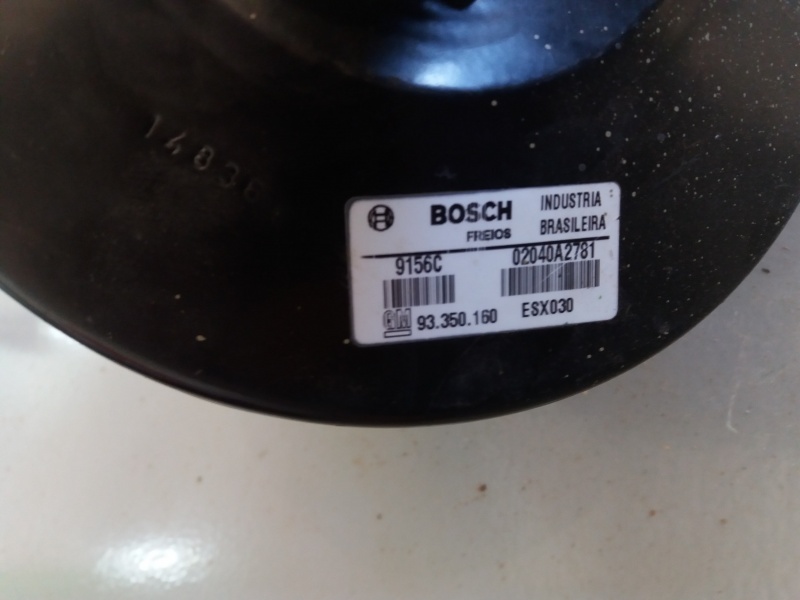 14836
BOSCH
FREIOS
INDUSTRIA
BRASILEIRA
9156C
02040A2781
GM
93.350.160
ESX030